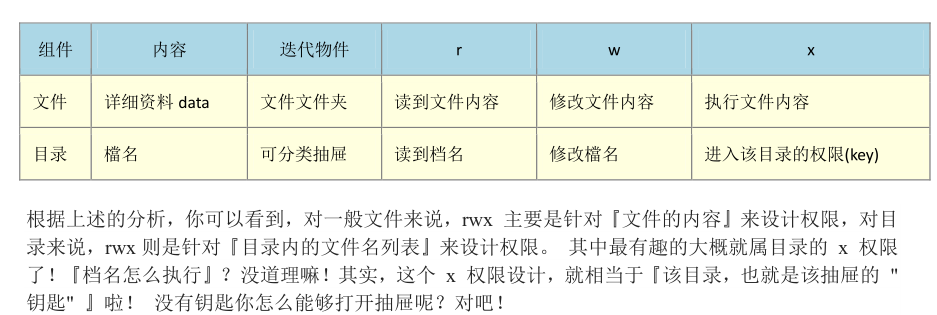 组件 内容 迭代物件 r w x
文件 详细资料 data 文件文件夹 读到文件内容 修改文件内容 执行文件内容
目录 檔名 可分类抽屉 读到档名 修改檔名 进入该目录的权限(key)
根据上述的分析，你可以看到，对一般文件来说，rwx 主要是针对『文件的内容』来设计权限，对目
录来说，rwx 则是针对『目录内的文件名列表』来设计权限。 其中最有趣的大概就属目录的 x 权限
了！『档名怎么执行』？没道理嘛！其实，这个 x 权限设计，就相当于『该目录，也就是该抽屉的 "
钥匙" 』啦！ 没有钥匙你怎么能够打开抽屉呢？对吧！